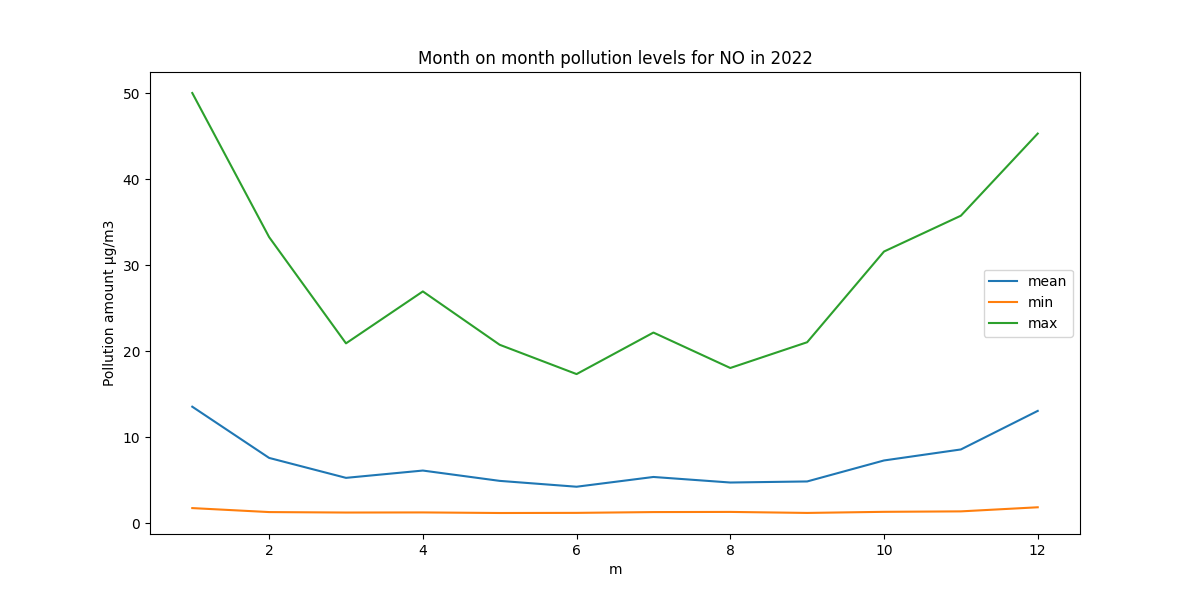 Month on month pollution levels for NO in 2022
Pollution amount µg/m3
50
40
30
20
10
0
mean
min
max
2 4 6 8 10 12
m